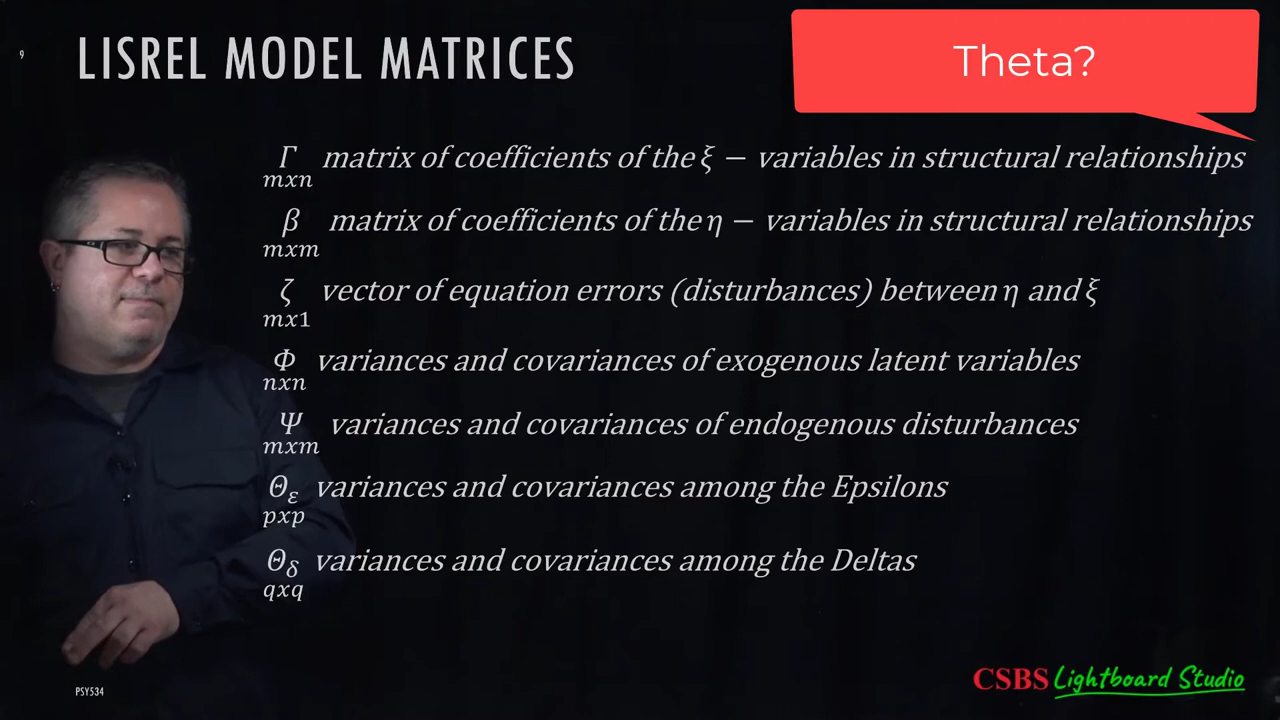 9
LISREL MODEL MATRICES
Theta?
Γ matrix of coefficients of the ξ − variables in structural relationships
mxn
β matrix of coefficients of the η − variables in structural relationships
mxm
ζ vector of equation errors (disturbances) between η and ξ
mx1
Φ variances and covariances of exogenous latent variables
nxn
Ψ variances and covariances of endogenous disturbances
mxm
Θε variances and covariances among the Epsilons
pxp
Θδ variances and covariances among the Deltas
qxq
PSY534
CSBS Lightboard Studio